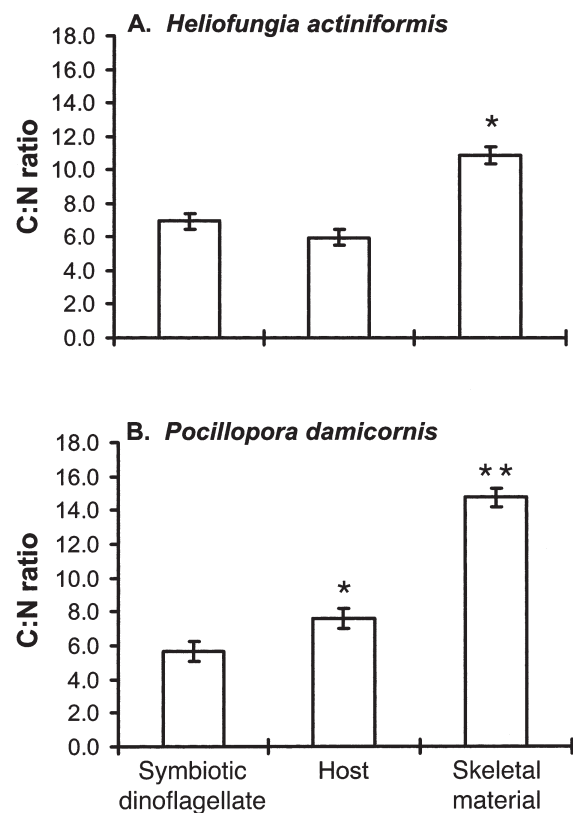 A. Heliofungia actiniformis
18.0
16.0
14.0
12.0
10.0
8.0
6.0
4.0
2.0
0.0
C:N ratio
*
B. Pocillopora damicornis
18.0
16.0
14.0
12.0
10.0
8.0
6.0
4.0
2.0
0.0
C:N ratio
*
**
Symbiotic
dinoflagellate
Host
Skeletal
material